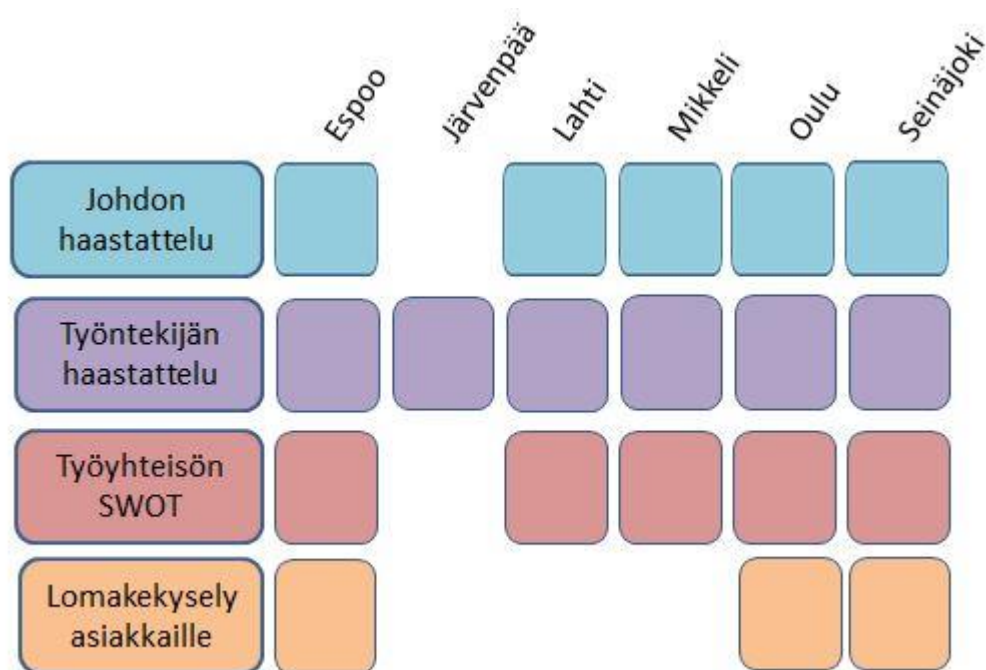 Espoo
Järvenpää
Lahti
Mikkeli
Oulu
Seinäjoki
Johdon
haastattelu
Työntekijän
haastattelu
Työyhteisön
SWOT
Lomakekysely
asiakkaille